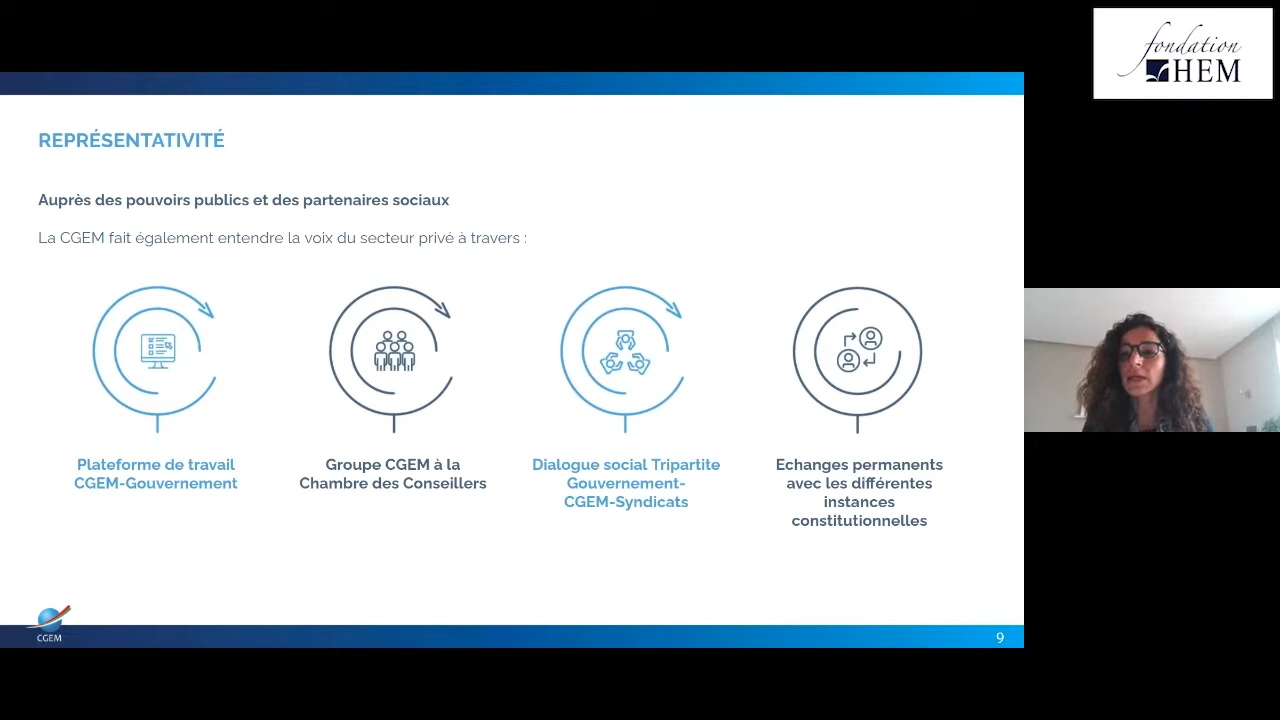 fondation
HEM
REPRÉSENTATIVITÉ
Auprès des pouvoirs publics et des partenaires sociaux
La CGEM fait également entendre la voix du secteur privé à travers :
Plateforme de travail
CGEM-Gouvernement
Groupe CGEM à la
Chambre des Conseillers
Dialogue social Tripartite
Gouvernement-
CGEM-Syndicats
Echanges permanents
avec les différentes
instances
constitutionnelles
CGEM
9